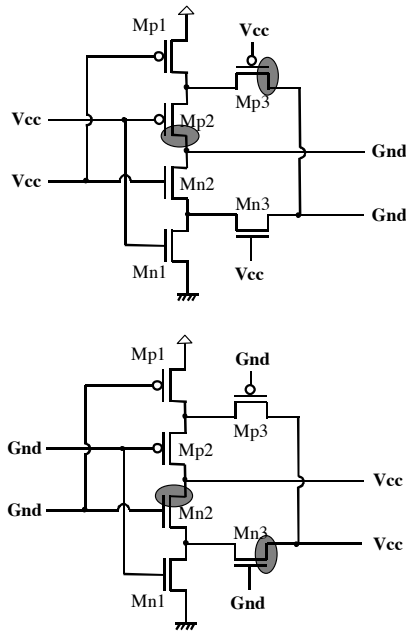 Mp1
Vcc
Mp3
Vcc
Mp2
Gnd
Vcc
Mn2
Mn3
Gnd
Mn1
Vcc
Mp1
Gnd
Mp3
Gnd
Mp2
Vcc
Gnd
Mn2
Mn3
Vcc
Mn1
Gnd